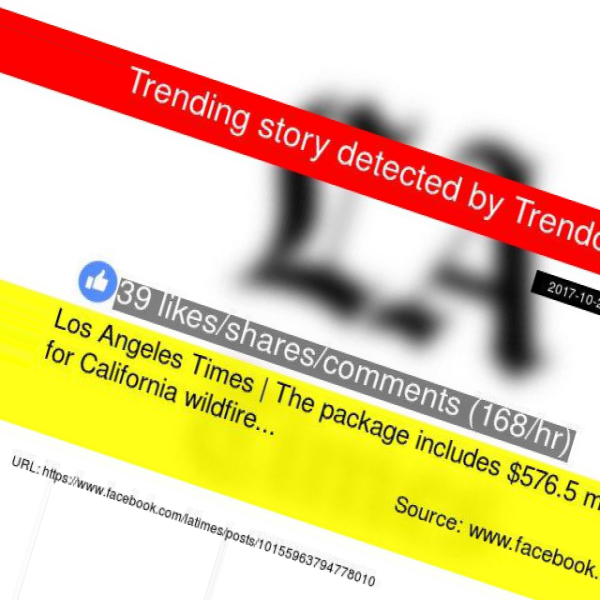 Trending story detected by
2017-10-2
39 likes/shares/comments (168/hr)
Los Angeles Times | The package includes $576.5
for California wildfire...
Source: www.facebook.
URL: https://www.facebook.com/latimes/posts/10155963794778010